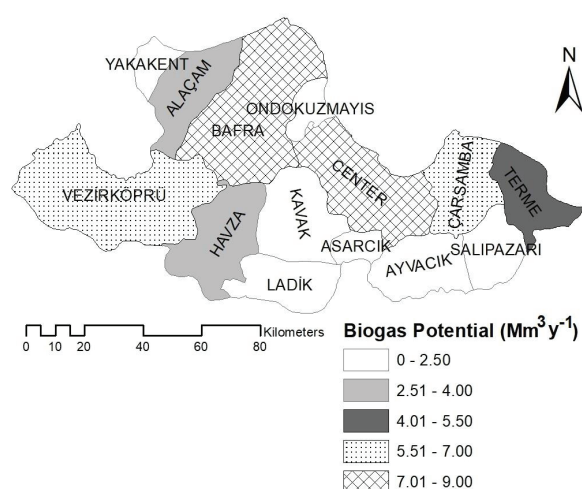 N
YAKAKENT
ALAÇAM
ONDOKUZMAYIS
BAFRA
VEZİRKÖPRÜ
CENTER
ÇARŞAMBA
TERME
HAVZA
KAVAK
ASARCIK
SALIPAZARI
AYVACIK
LADİK
Kilometers
0 10 20 40 60 80
Biogas Potential (Mm³y⁻¹)
0 - 2.50
2.51 - 4.00
4.01 - 5.50
5.51 - 7.00
7.01 - 9.00